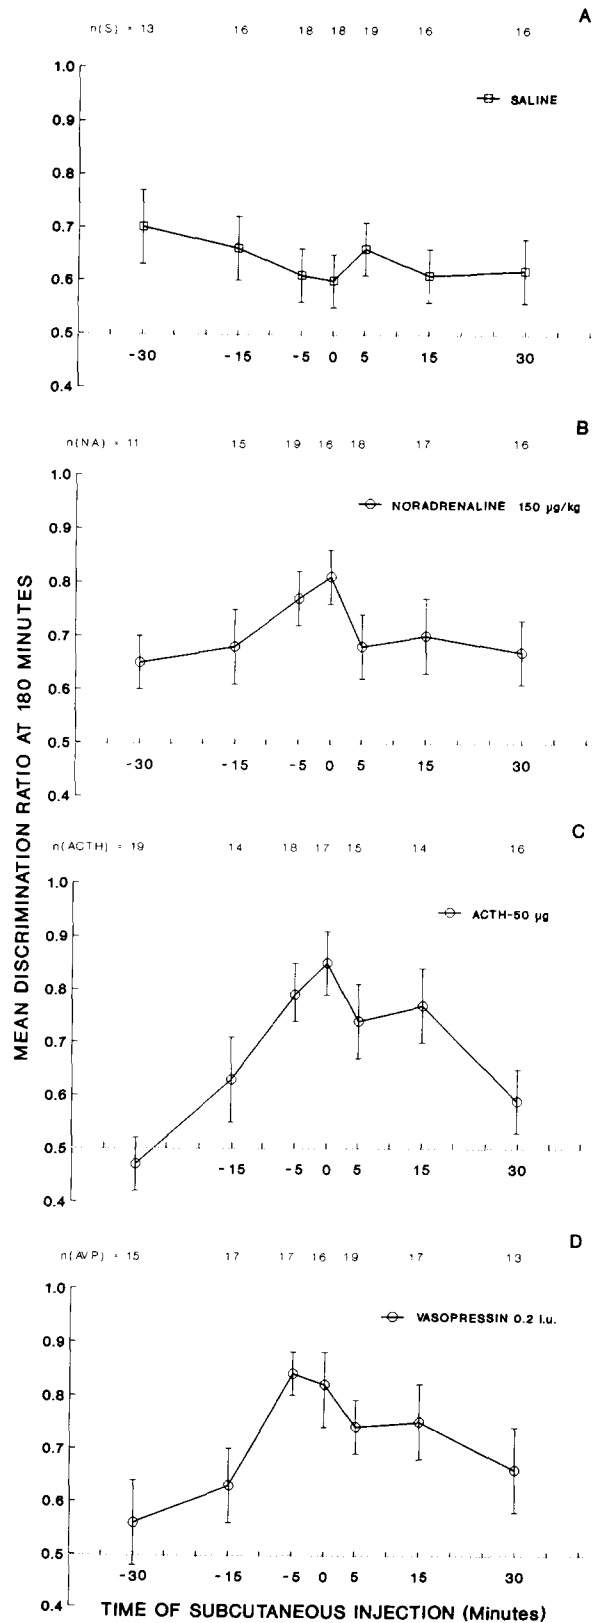 A
n(S) = 13 16 18 18 19 16 16
1.0
SALINE
0.9
0.8
0.7
0.6
0.5
-30 -15 -5 0 5 15 30
0.4
B
n(NA) = 11 15 19 16 18 17 16
1.0
NORADRENALINE 150 µg/kg
0.9
0.8
0.7
0.6
0.5
-30 -15 -5 0 5 15 30
0.4
MEAN DISCRIMINATION RATIO AT 180 MINUTES
C
n(ACTH) = 19 14 18 17 15 14 16
1.0
ACTH-50 µg
0.9
0.8
0.7
0.6
0.5
-15 -5 0 5 15 30
0.4
D
n(AVP) = 15 17 17 16 19 17 13
1.0
VASOPRESSIN 0.2 i.u.
0.9
0.8
0.7
0.6
0.5
-30 -15 -5 0 5 15 30
0.4
TIME OF SUBCUTANEOUS INJECTION (Minutes)